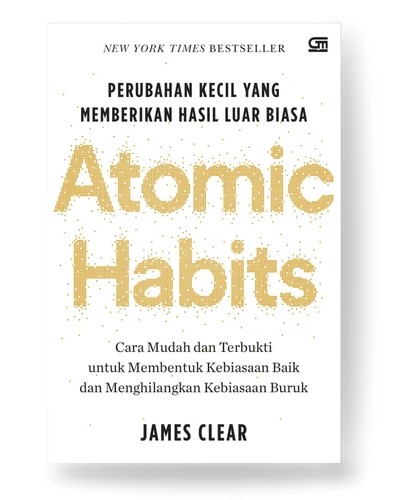 NEW YORK TIMES BESTSELLER
GM
PERUBAHAN KECIL YANG
MEMBERIKAN HASIL LUAR BIASA
Atomic
Habits
Cara Mudah dan Terbukti
untuk Membentuk Kebiasaan Baik
dan Menghilangkan Kebiasaan Buruk
JAMES CLEAR